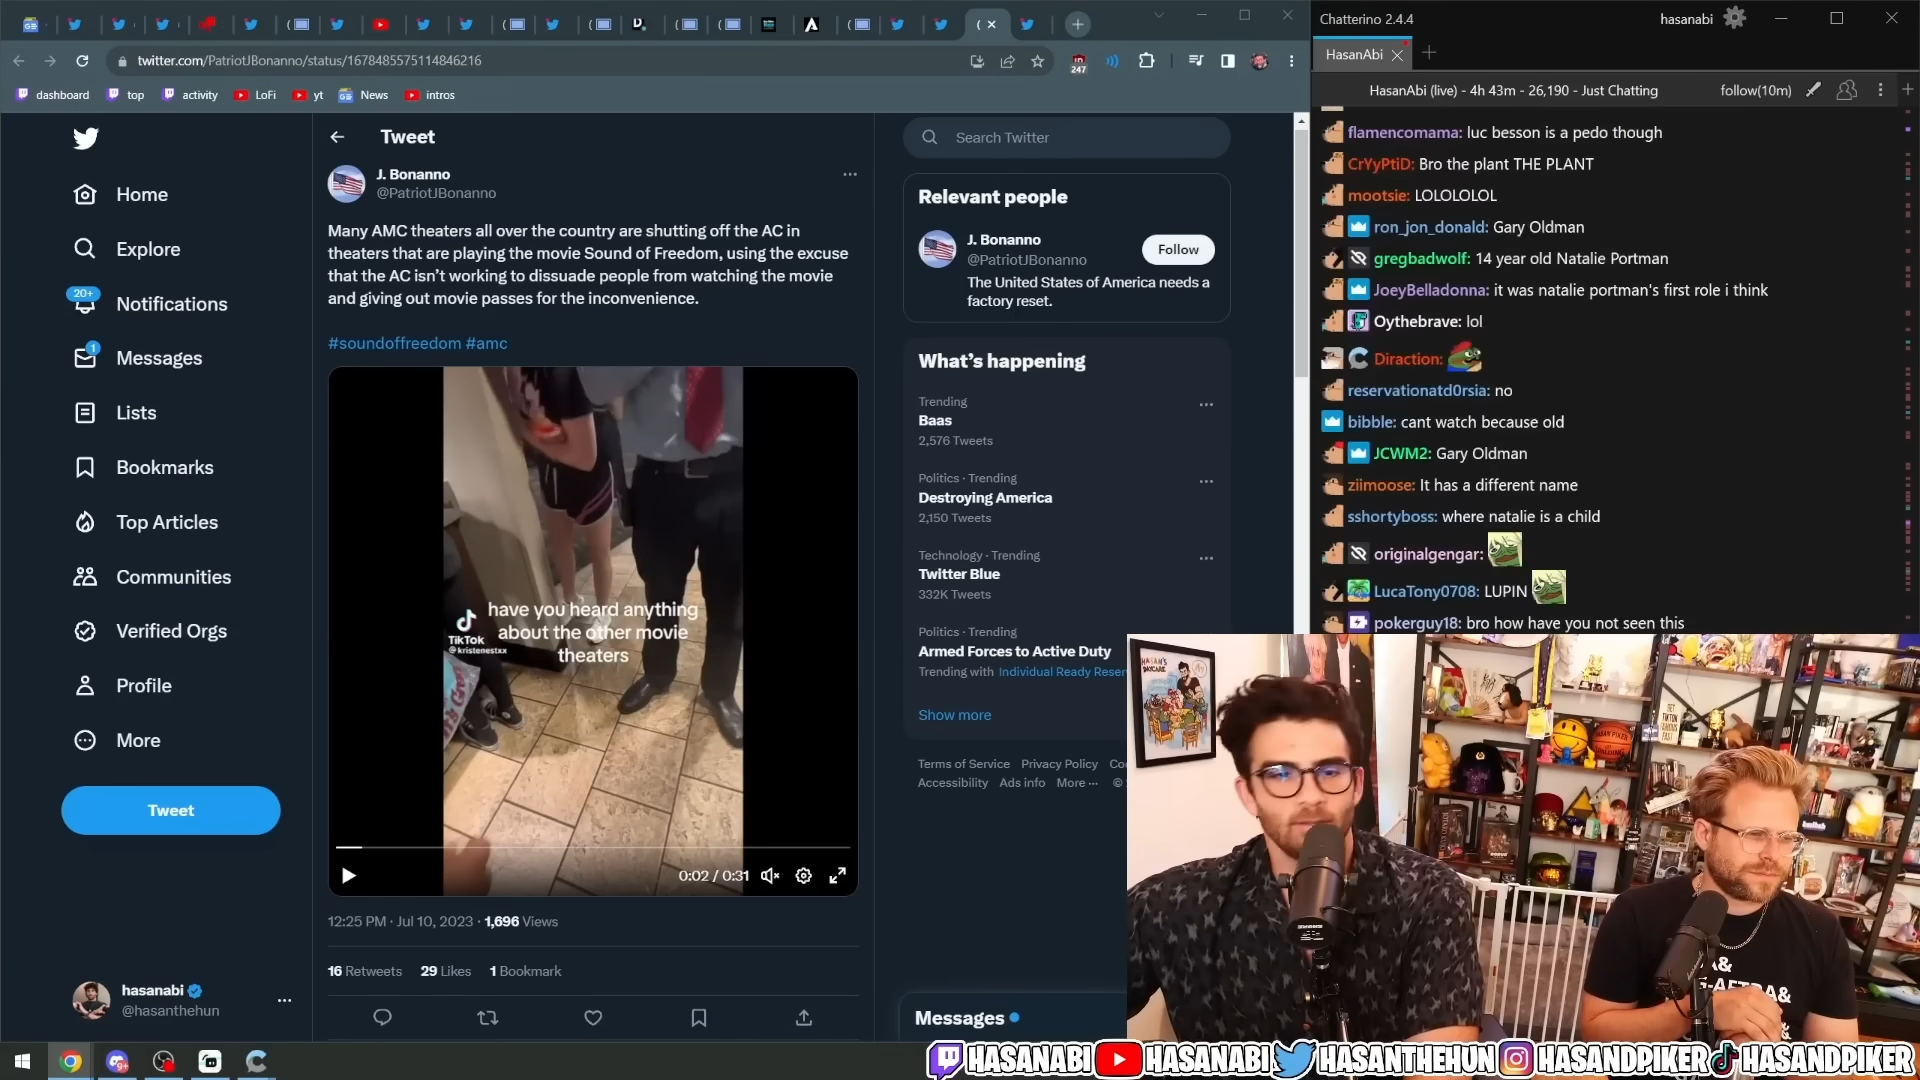 twitter.com/PatriotJBonanno/status/1678485575114846216
247
dashboard
top
activity
LoFi
yt
News
intros
Home
Explore
20+
Notifications
1
Messages
Lists
Bookmarks
Top Articles
Communities
Verified Orgs
Profile
More
Tweet
hasanabi
@hasanthehun
Tweet
J. Bonanno
@PatriotJBonanno
Many AMC theaters all over the country are shutting off the AC in
theaters that are playing the movie Sound of Freedom, using the excuse
that the AC isn't working to dissuade people from watching the movie
and giving out movie passes for the inconvenience.
#soundoffreedom #amc
have you heard anything
about the other movie
theaters
TikTok
@kristenestxx
0:02 / 0:31
12:25 PM · Jul 10, 2023 · 1,696 Views
16 Retweets 29 Likes 1 Bookmark
Search Twitter
Relevant people
J. Bonanno
@PatriotJBonanno
Follow
The United States of America needs a
factory reset.
What's happening
Trending
Baas
2,576 Tweets
Politics · Trending
Destroying America
2,150 Tweets
Technology · Trending
Twitter Blue
332K Tweets
Politics · Trending
Armed Forces to Active Duty
Trending with Individual Ready Reser
Show more
Terms of Service Privacy Policy Coo
Accessibility Ads info More ··· ©
Messages
Chatterino 2.4.4
hasanabi
HasanAbi
HasanAbi (live) - 4h 43m - 26,190 - Just Chatting
follow(10m)
flamencomama: luc besson is a pedo though
CrYyPtiD: Bro the plant THE PLANT
mootsie: LOLOLOLOL
ron_jon_donald: Gary Oldman
gregbadwolf: 14 year old Natalie Portman
JoeyBelladonna: it was natalie portman's first role i think
Oythebrave: lol
Diraction:
reservationatd0rsia: no
bibble: cant watch because old
JCWM2: Gary Oldman
ziimoose: It has a different name
sshortyboss: where natalie is a child
originalgengar:
LucaTony0708: LUPIN
pokerguy18: bro how have you not seen this
HASAN'S DAYCARE
A&
G-AFTRA&
HASANABI
HASANABI
HASANTHEHUN
HASANDPIKER
HASANDPIKER